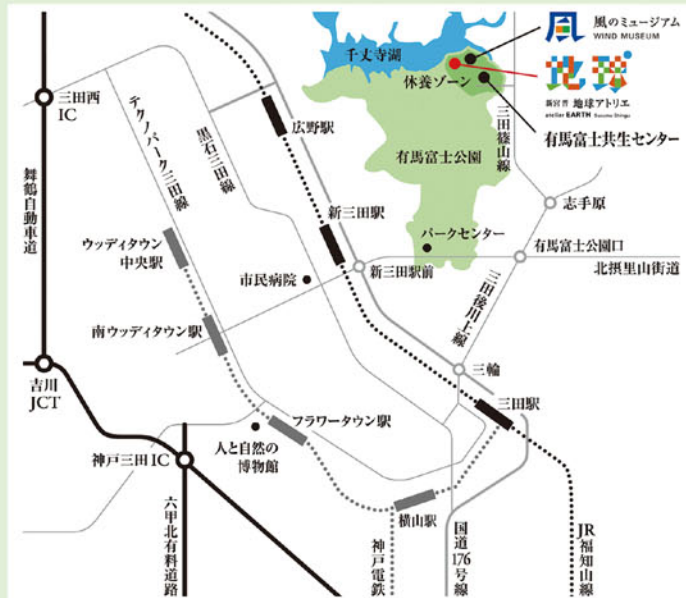 風のミュージアム
WIND MUSEUM
千丈寺湖
地球
休養ゾーン
新宮晋 地球アトリエ
atelier EARTH Susumu Shingu
有馬富士共生センター
三田西
IC
テクノパーク三田線
黒石三田線
広野駅
有馬富士公園
三田篠山線
志手原
舞鶴自動車道
新三田駅
パークセンター
有馬富士公園口
ウッディタウン
中央駅
市民病院
新三田駅前
北摂里山街道
三田後川上線
南ウッディタウン駅
三輪
吉川
JCT
三田駅
フラワータウン駅
人と自然の
博物館
神戸三田IC
横山駅
六甲北有料道路
神戸電鉄
国道176号線
JR福知山線